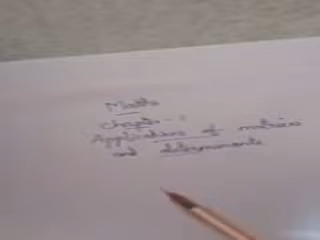 Maths
Chapter - 1
Applications of matrices
and determinants